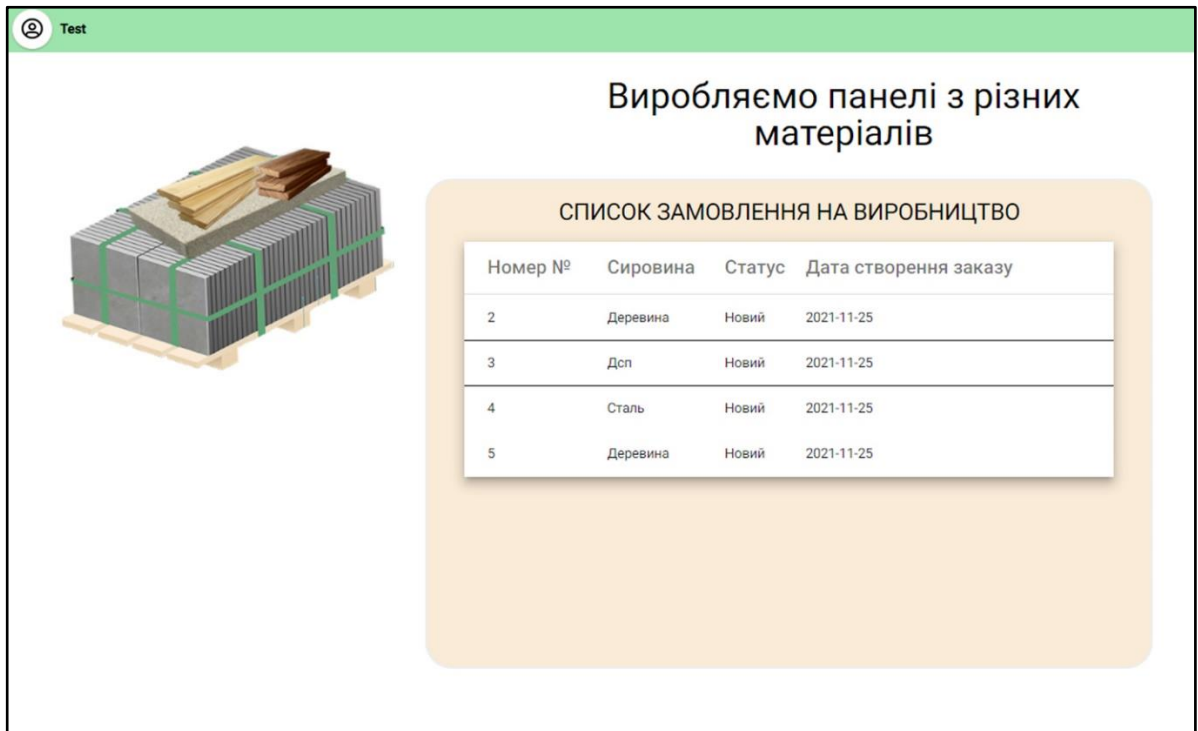 Test
Виробляємо панелі з різних
матеріалів
СПИСОК ЗАМОВЛЕННЯ НА ВИРОБНИЦТВО
Номер № Сировина Статус Дата створення заказу
2 Деревина Новий 2021-11-25
3 Дсп Новий 2021-11-25
4 Сталь Новий 2021-11-25
5 Деревина Новий 2021-11-25